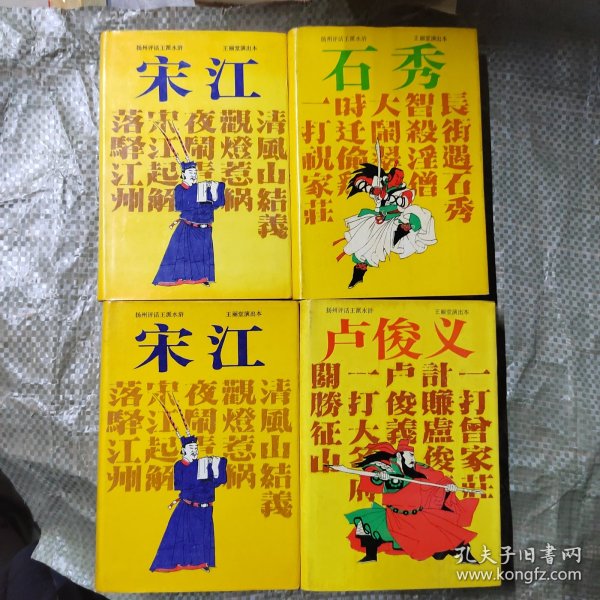 扬州评话王派水浒 王丽堂演出本
宋江
清風山結義
觀燈惹禍
夜鬧
宋江起解
落驛江州
扬州评话王派水浒 王丽堂演出本
石秀
長街遇石秀
智殺淫僧
大鬧
時迁偷
一打祝家莊
扬州评话王派水浒 王丽堂演出本
宋江
清風山結義
觀燈惹禍
夜鬧
宋江起解
落驛江州
扬州评话王派水浒 王丽堂演出本
卢俊义
一打曾家莊
計賺盧俊
卢俊義
一打大名府
關勝征山
孔夫子旧书网
www.kongfz.com